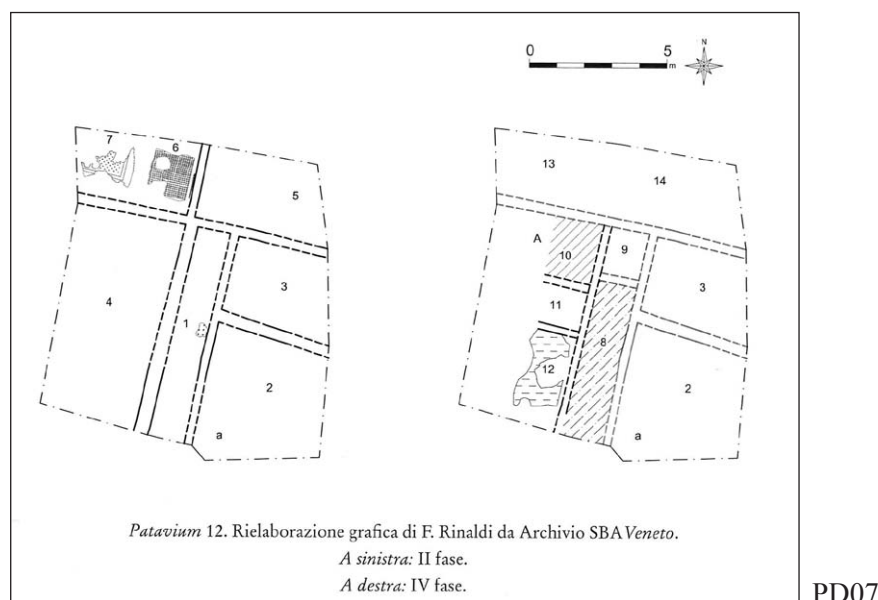 0 5
m
N
7
6
5
4
3
1
2
a
13
14
A
10
9
11
3
8
12
2
a
Patavium 12. Rielaborazione grafica di F. Rinaldi da Archivio SBA Veneto.
A sinistra: II fase.
A destra: IV fase.
PD07